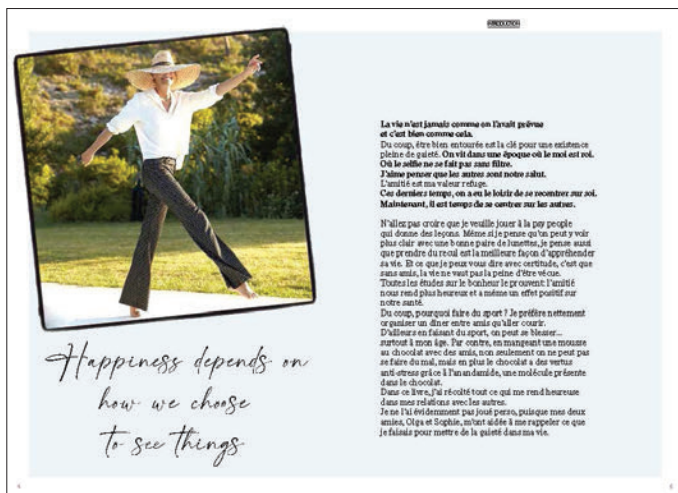 INTRODUCTION
Happiness depends on
how we choose
to see things
La vie n'est jamais comme on l'avait prévue
et c'est bien comme cela.
Du coup, être bien entourée est la clé pour une existence
pleine de gaieté. On vit dans une époque où le moi est roi.
Où le selfie ne se fait pas sans filtre.
J'aime penser que les autres sont notre salut.
L'amitié est ma valeur refuge.
Ces derniers temps, on a eu le loisir de se recentrer sur soi.
Maintenant, il est temps de se centrer sur les autres.
N'allez pas croire que je veuille jouer à la psy people
qui donne des leçons. Même si je pense qu'on peut y voir
plus clair avec une bonne paire de lunettes, je pense aussi
que prendre du recul est la meilleure façon d'appréhender
sa vie. Et ce que je peux vous dire avec certitude, c'est que
sans amis, la vie ne vaut pas la peine d'être vécue.
Toutes les études sur le bonheur le prouvent: l'amitié
nous rend plus heureux et a même un effet positif sur
notre santé.
Du coup, pourquoi faire du sport ? Je préfère nettement
organiser un dîner entre amis qu'aller courir.
D'ailleurs en faisant du sport, on peut se blesser...
surtout à mon âge. Par contre, en mangeant une mousse
au chocolat avec des amis, non seulement on ne peut pas
se faire du mal, mais en plus le chocolat a des vertus
anti-stress grâce à l'anandamide, une molécule présente
dans le chocolat.
Dans ce livre, j'ai récolté tout ce qui me rend heureuse
dans mes relations avec les autres.
Je ne l'ai évidemment pas joué perso, puisque mes deux
amies, Olga et Sophie, m'ont aidée à me rappeler ce que
je faisais pour mettre de la gaieté dans ma vie.